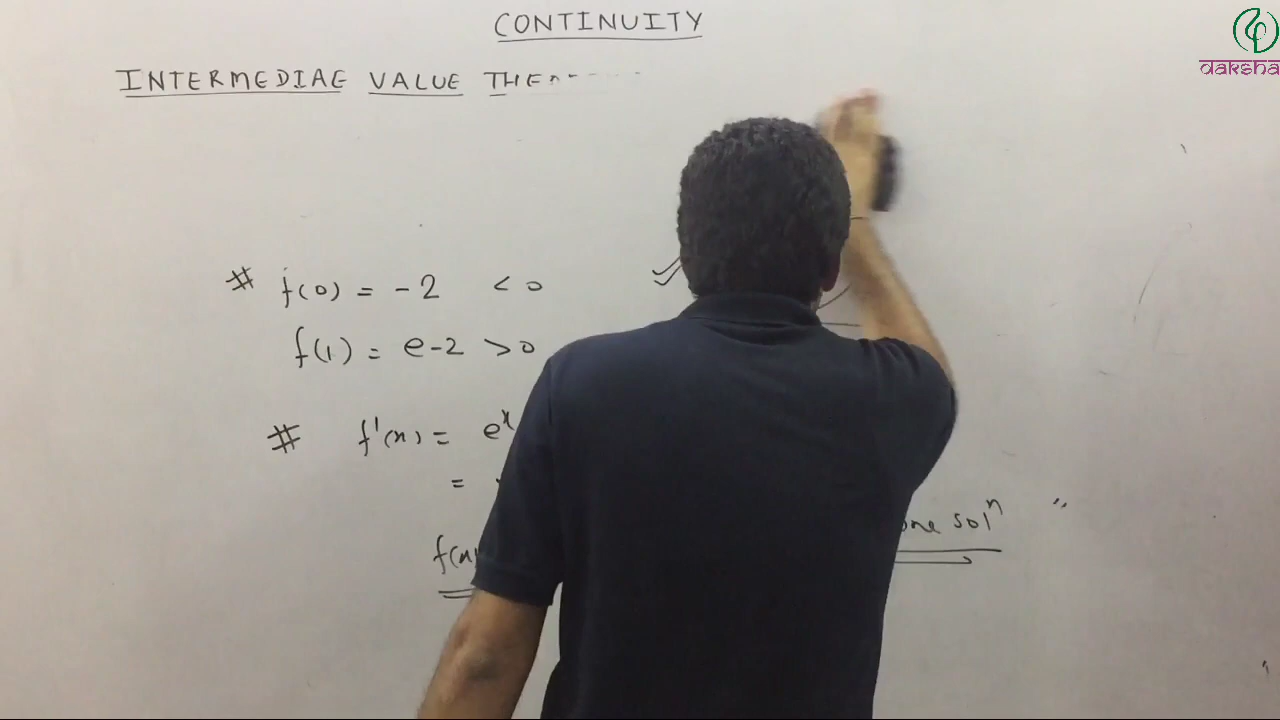 CONTINUITY
daksha
INTERMEDIAE VALUE THE
# f(0) = -2 < 0
f(1) = e-2 > 0
# f'(x) = e^x
=
f(x)
one sol^n "